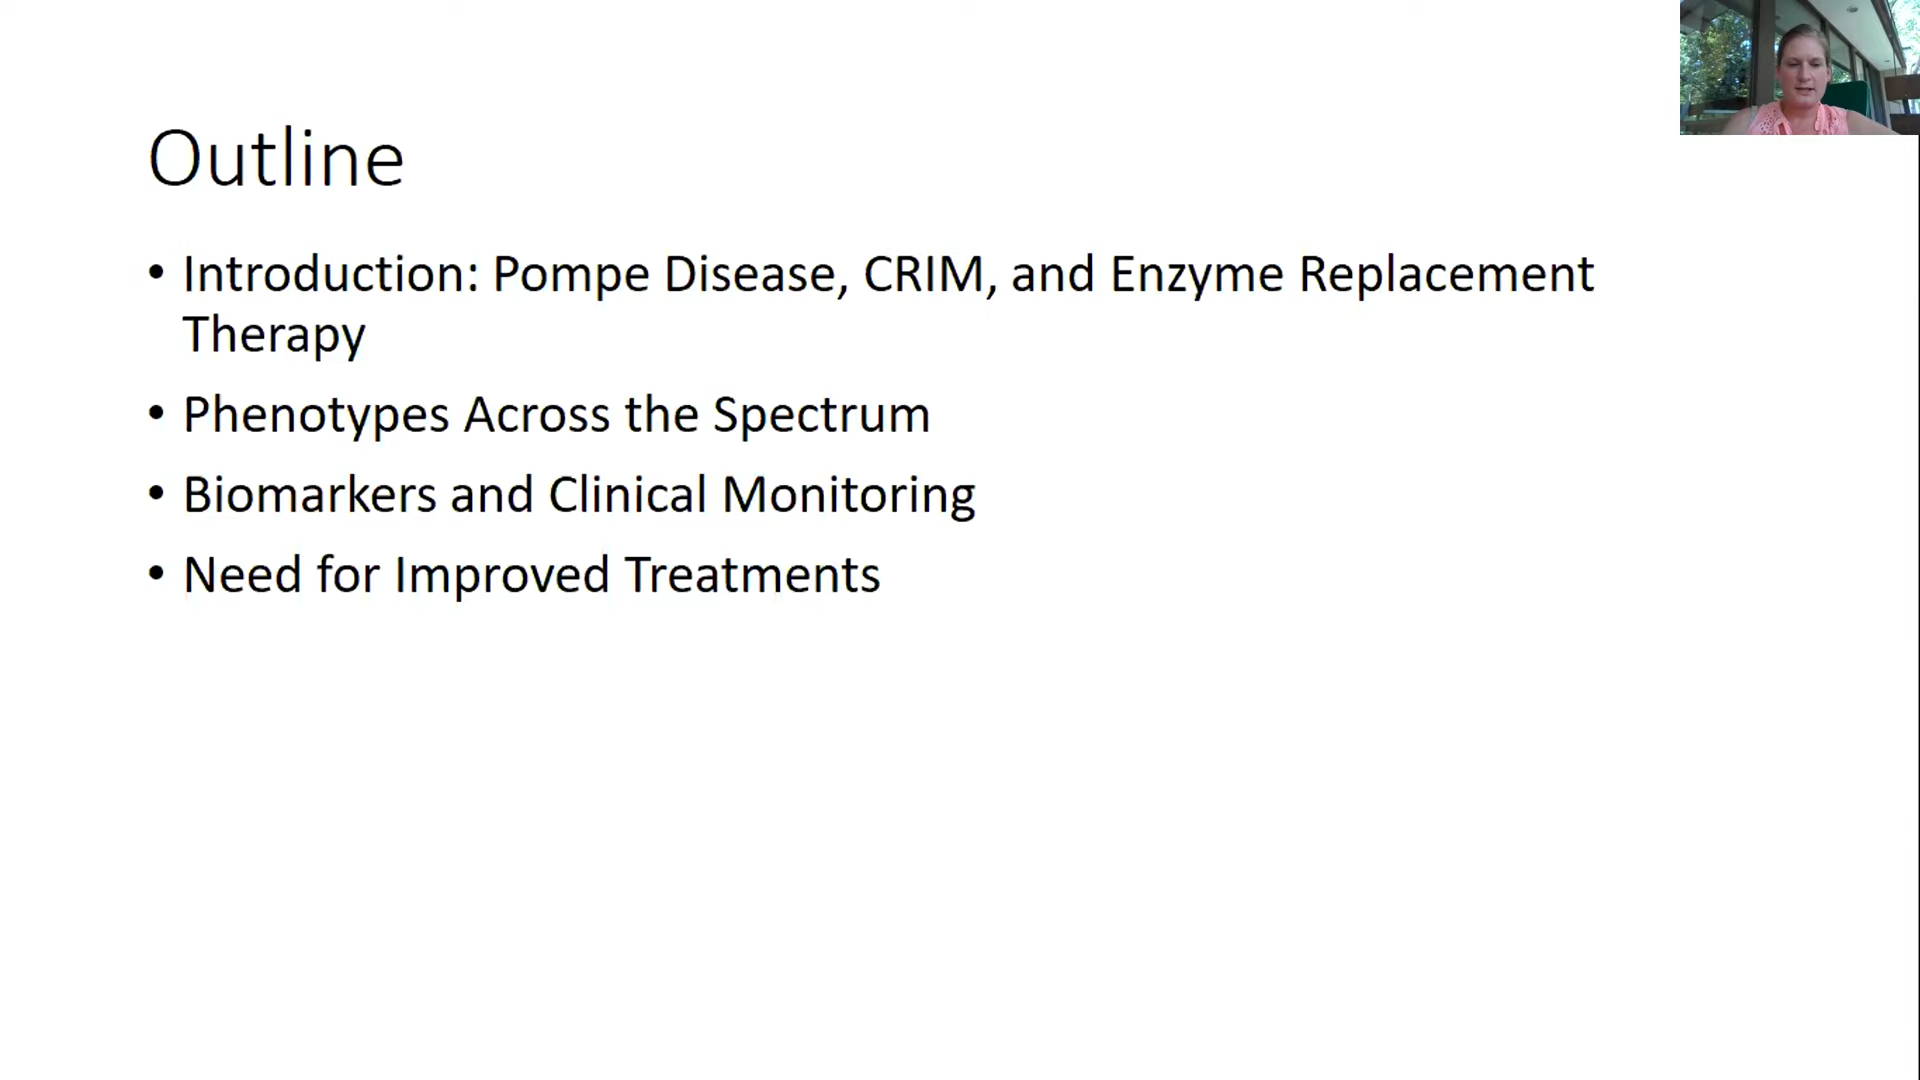 Outline
• Introduction: Pompe Disease, CRIM, and Enzyme Replacement
Therapy
• Phenotypes Across the Spectrum
• Biomarkers and Clinical Monitoring
• Need for Improved Treatments